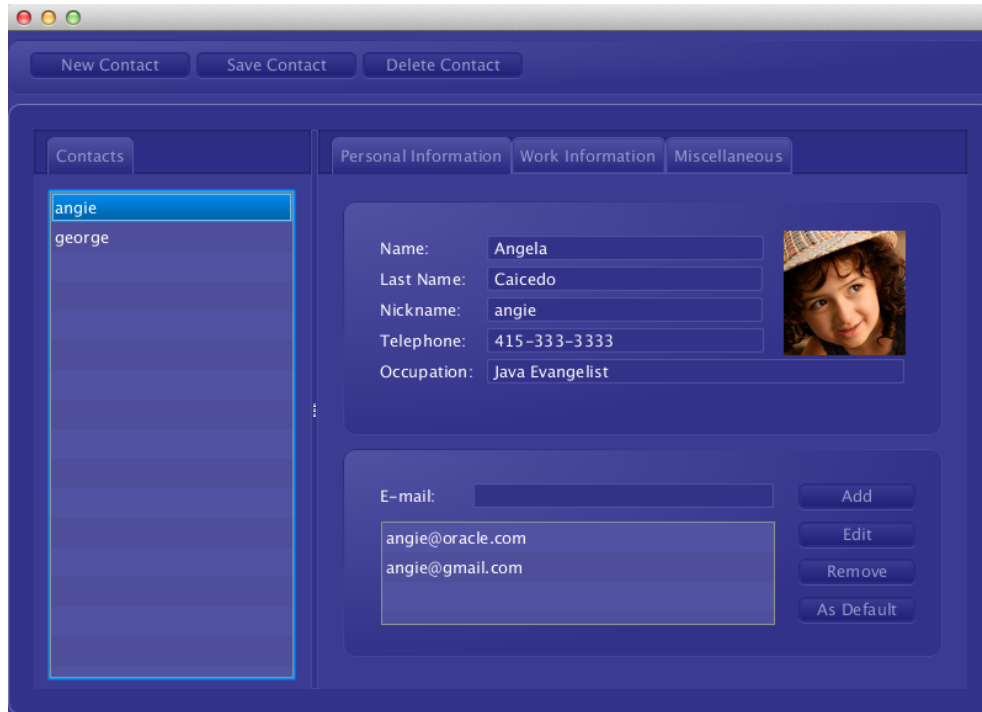 New Contact Save Contact Delete Contact
Contacts
angie
george
Personal Information Work Information Miscellaneous
Name: Angela
Last Name: Caicedo
Nickname: angie
Telephone: 415-333-3333
Occupation: Java Evangelist
E-mail: Add
angie@oracle.com Edit
angie@gmail.com Remove
As Default